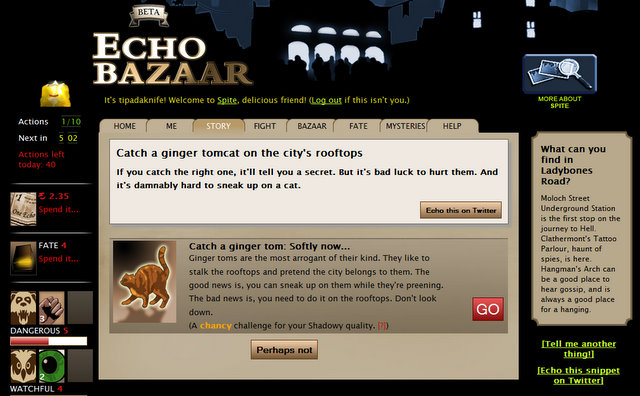 BETA
ECHO
BAZAAR
It's tipadaknife! Welcome to Spite, delicious friend! (Log out if this isn't you.)
MORE ABOUT
SPITE
Actions 1/10
Next in 5 02
Actions left
today: 40
HOME ME STORY FIGHT BAZAAR FATE MYSTERIES HELP
Catch a ginger tomcat on the city's rooftops
If you catch the right one, it'll tell you a secret. But it's bad luck to hurt them. And
it's damnably hard to sneak up on a cat.
Echo this on Twitter
One Echo
2.35
Spend it...
FATE 4
Spend it...
3
DANGEROUS 5
2
WATCHFUL 4
Catch a ginger tom: Softly now...
Ginger toms are the most arrogant of their kind. They like to
stalk the rooftops and pretend the city belongs to them. The
good news is, you can sneak up on them while they're preening.
The bad news is, you need to do it on the rooftops. Don't look
down.
(A chancy challenge for your Shadowy quality. [?])
GO
Perhaps not
What can you
find in
Ladybones
Road?
Moloch Street
Underground Station
is the first stop on the
journey to Hell.
Clathermont's Tattoo
Parlour, haunt of
spies, is here.
Hangman's Arch can
be a good place to
hear gossip, and is
always a good place
for a hanging.
[Tell me another
thing!]
[Echo this snippet
on Twitter]